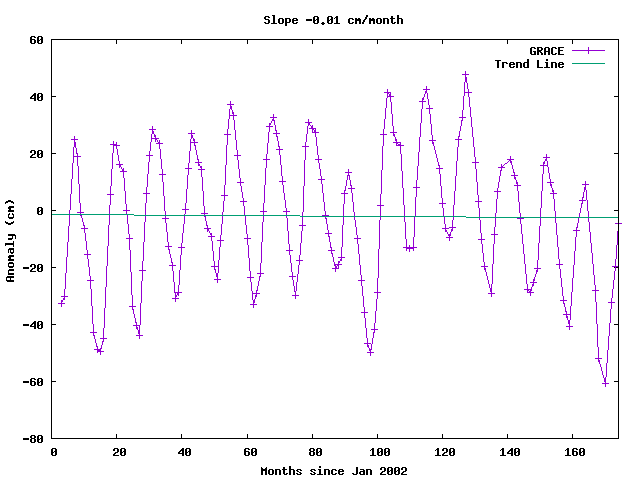 Slope -0.01 cm/month
GRACE
Trend Line
60
40
20
0
-20
-40
-60
-80
Anomaly (cm)
0 20 40 60 80 100 120 140 160
Months since Jan 2002